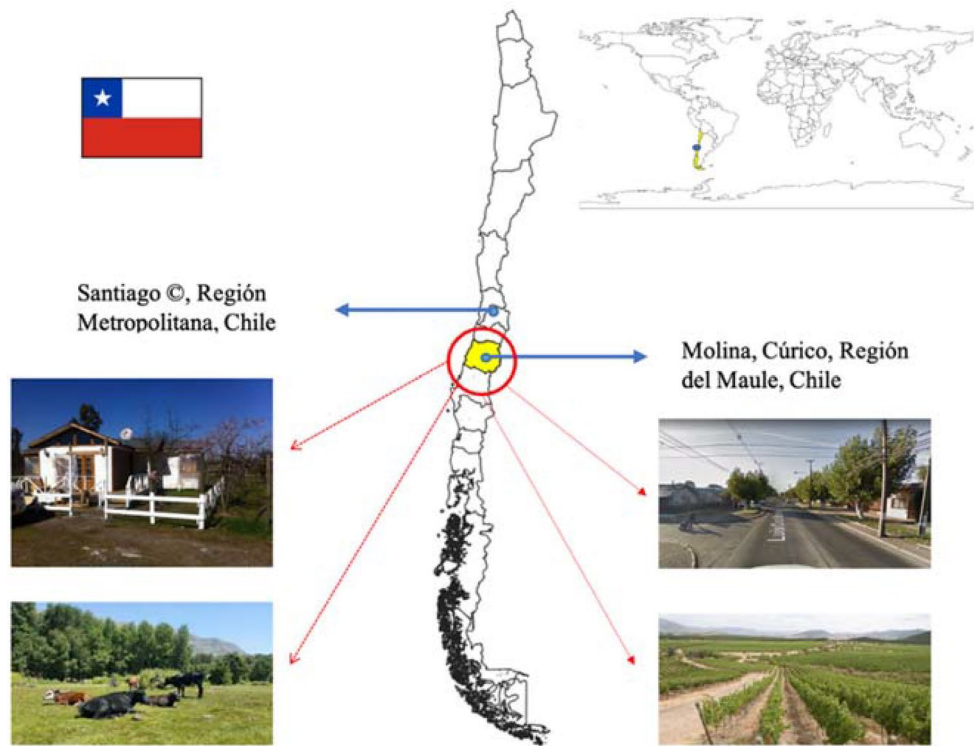 Santiago ©, Región
Metropolitana, Chile
Molina, Cúrico, Región
del Maule, Chile